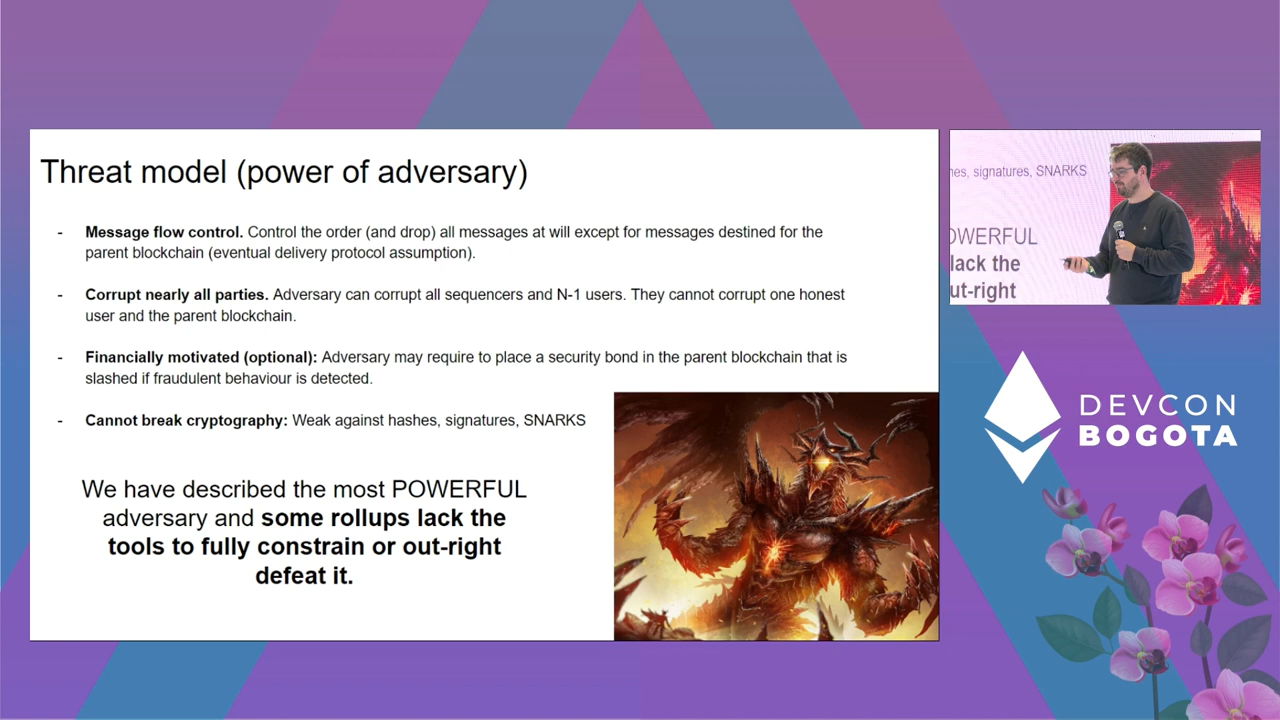 Threat model (power of adversary)
- Message flow control. Control the order (and drop) all messages at will except for messages destined for the
parent blockchain (eventual delivery protocol assumption).
- Corrupt nearly all parties. Adversary can corrupt all sequencers and N-1 users. They cannot corrupt one honest
user and the parent blockchain.
- Financially motivated (optional): Adversary may require to place a security bond in the parent blockchain that is
slashed if fraudulent behaviour is detected.
- Cannot break cryptography: Weak against hashes, signatures, SNARKS
We have described the most POWERFUL
adversary and some rollups lack the
tools to fully constrain or out-right
defeat it.
hes, signatures, SNARKS
OWERFUL
lack the
ut-right
DEVCON
BOGOTA